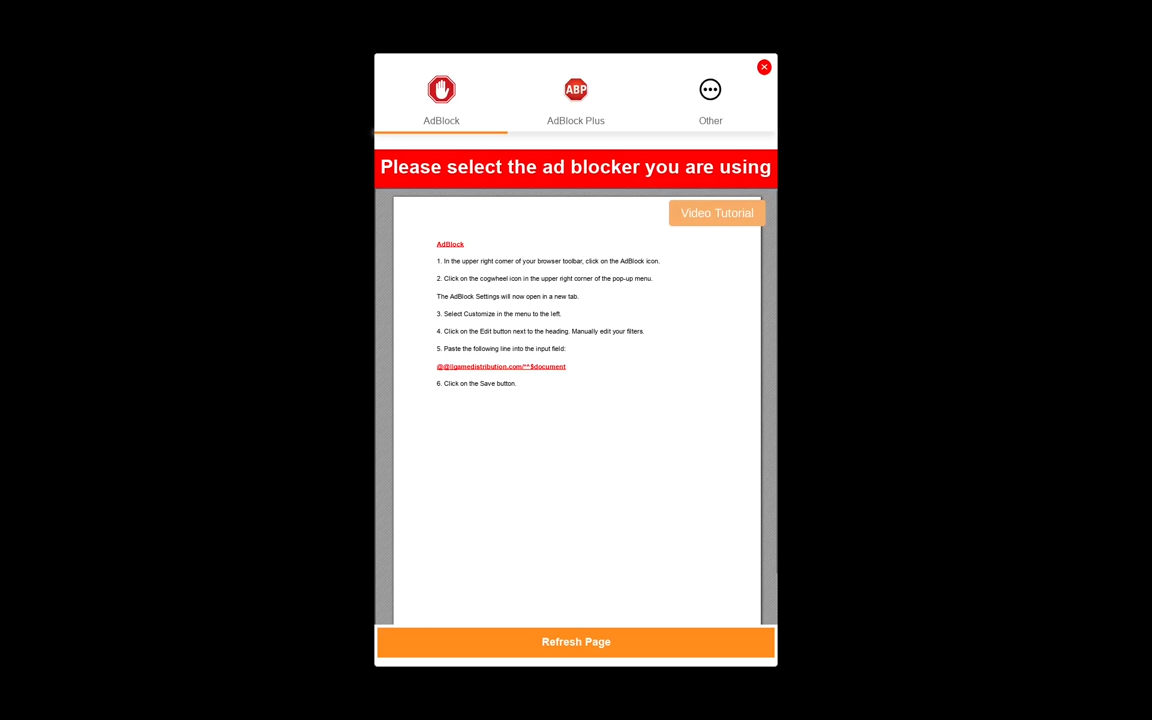 ABP
AdBlock
AdBlock Plus
Other
Please select the ad blocker you are using
Video Tutorial
AdBlock
1. In the upper right corner of your browser toolbar, click on the AdBlock icon.
2. Click on the cogwheel icon in the upper right corner of the pop-up menu.
The AdBlock Settings will now open in a new tab.
3. Select Customize in the menu to the left.
4. Click on the Edit button next to the heading. Manually edit your filters.
5. Paste the following line into the input field:
@@||gamedistribution.com/*^$document
6. Click on the Save button.
Refresh Page